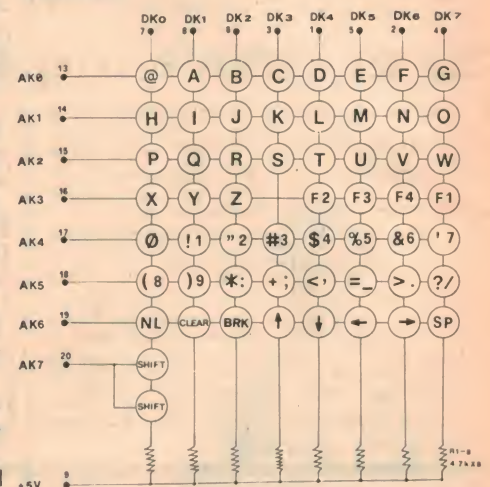 DK0 DK1 DK2 DK3 DK4 DK5 DK6 DK7
7 8 6 3 1 5 2 4
AK0 13 @ A B C D E F G
AK1 14 H I J K L M N O
AK2 15 P Q R S T U V W
AK3 16 X Y Z F2 F3 F4 F1
AK4 17 Ø !1 "2 #3 $4 %5 &6 '7
AK5 18 (8 )9 *: +; <, =_ >. ?/
AK6 19 NL CLEAR BRK ↑ ↓ ← → SP
AK7 20 SHIFT
SHIFT
R1-8
4 7kX8
+5V 9